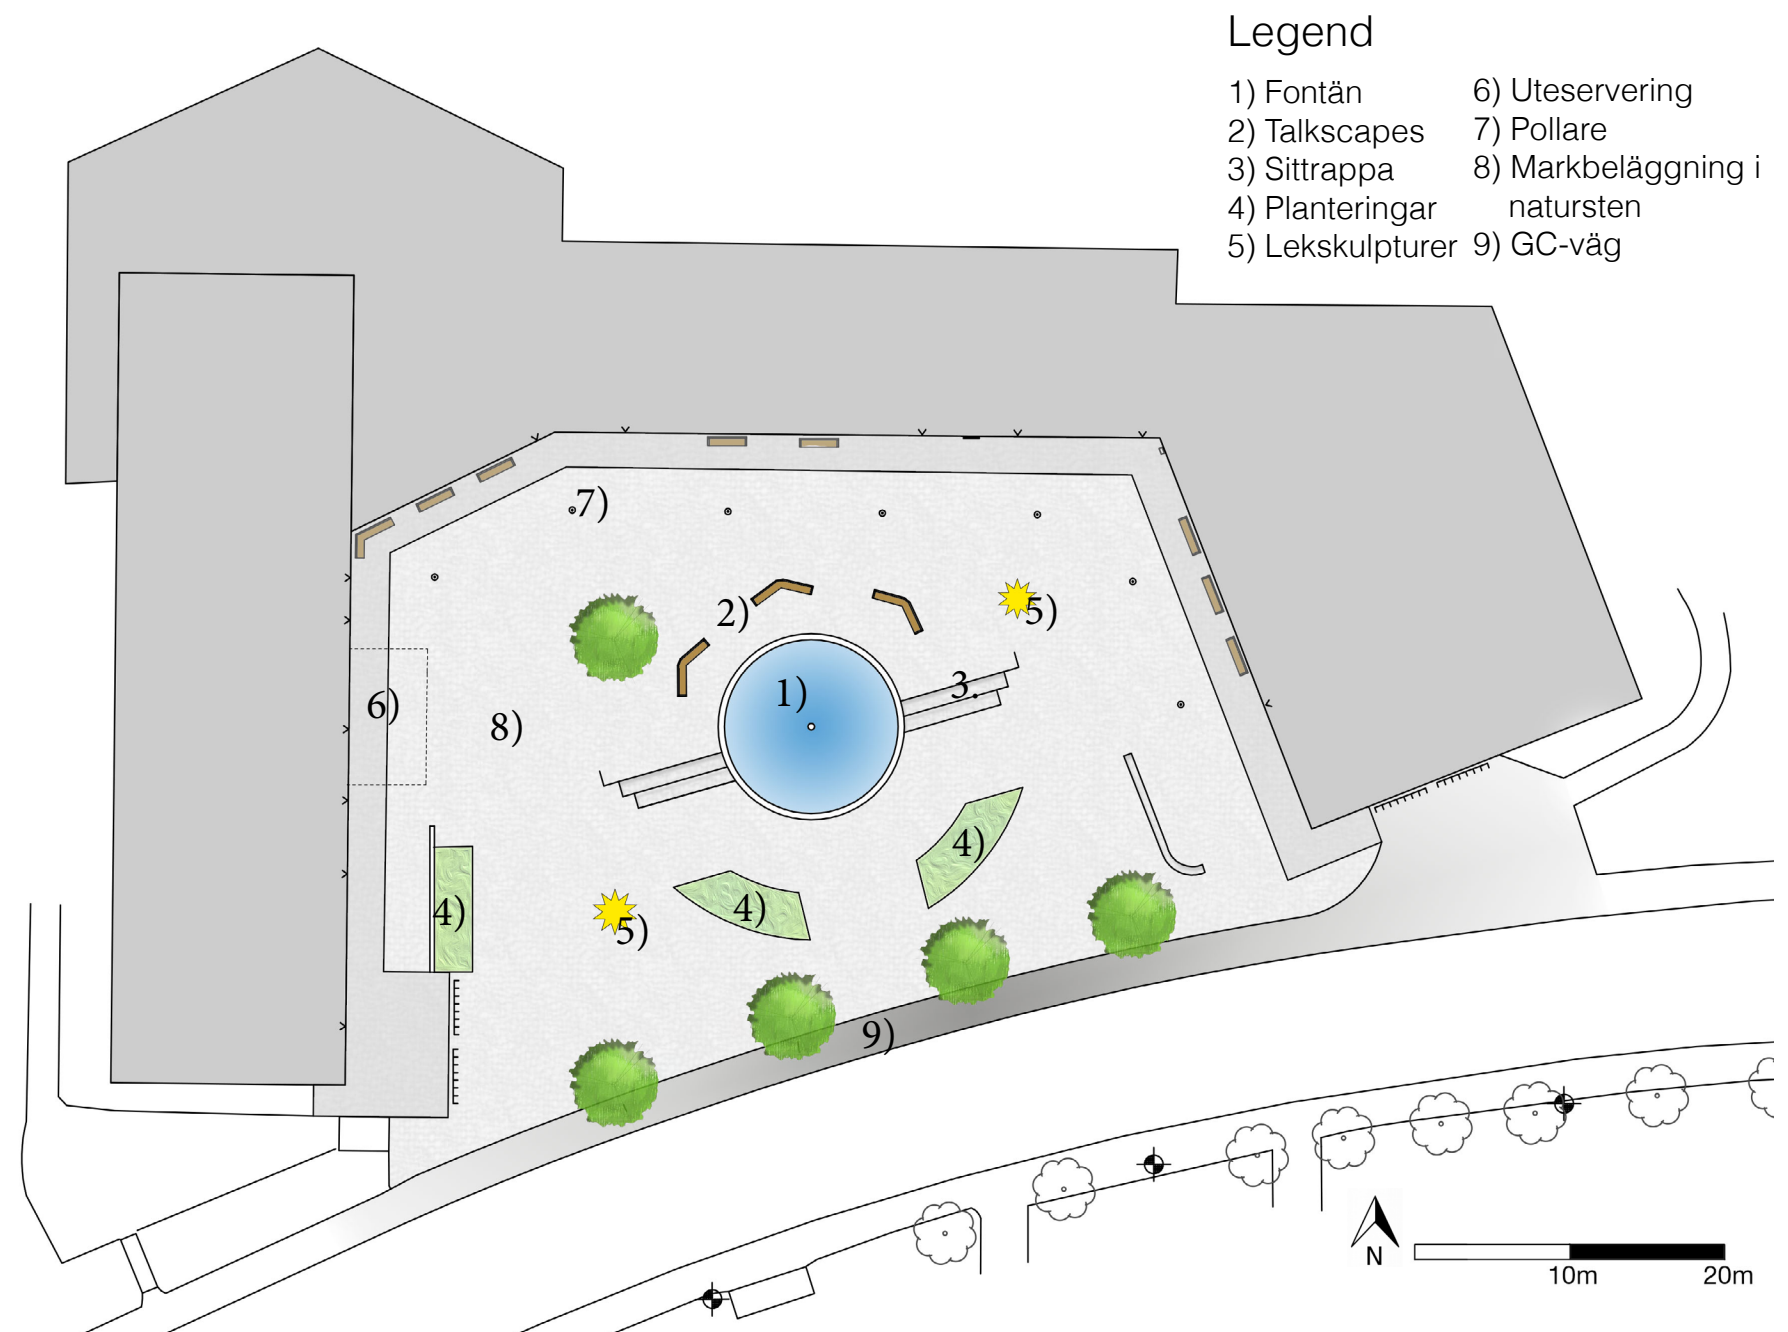 Legend
1) Fontän
2) Talkscapes
3) Sittrappa
4) Planteringar
5) Lekskulpturer
6) Uteservering
7) Pollare
8) Markbeläggning i
natursten
9) GC-väg
7)
2)
5)
1)
3.
6)
8)
4)
4)
4)
5)
9)
N
10m
20m